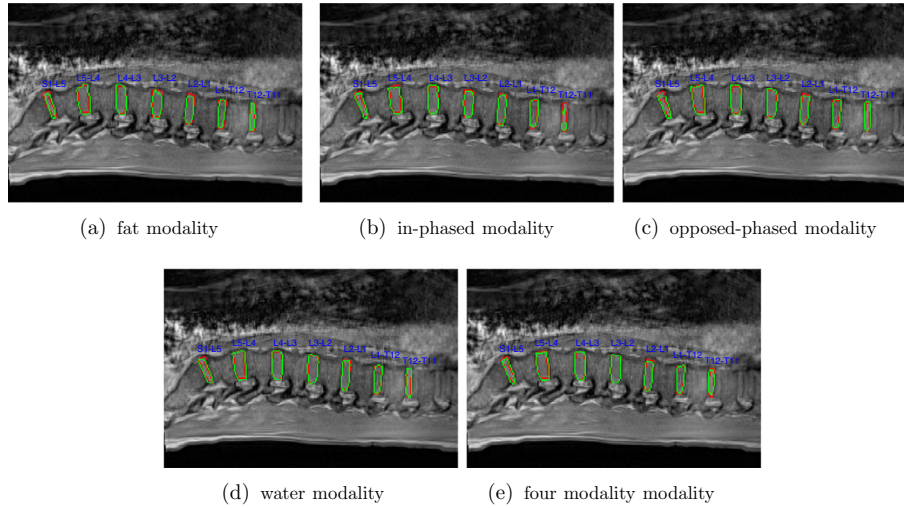 S1-L5 L5-L4 L4-L3 L3-L2 L2-L1 L1-T12 T12-T11
S1-L5 L5-L4 L4-L3 L3-L2 L2-L1 L1-T12 T12-T11
S1-L5 L5-L4 L4-L3 L3-L2 L2-L1 L1-T12 T12-T11
(a) fat modality
(b) in-phased modality
(c) opposed-phased modality
S1-L5 L5-L4 L4-L3 L3-L2 L2-L1 L1-T12 T12-T11
S1-L5 L5-L4 L4-L3 L3-L2 L2-L1 L1-T12 T12-T11
(d) water modality
(e) four modality modality